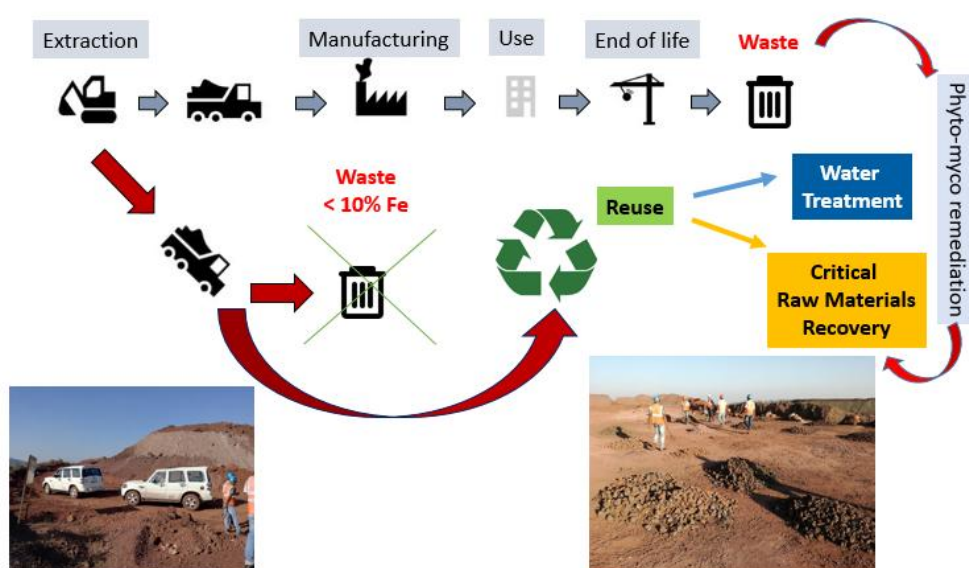 Extraction
Manufacturing
Use
End of life
Waste
Phyto-myco remediation
Waste
< 10% Fe
Reuse
Water
Treatment
Critical
Raw Materials
Recovery